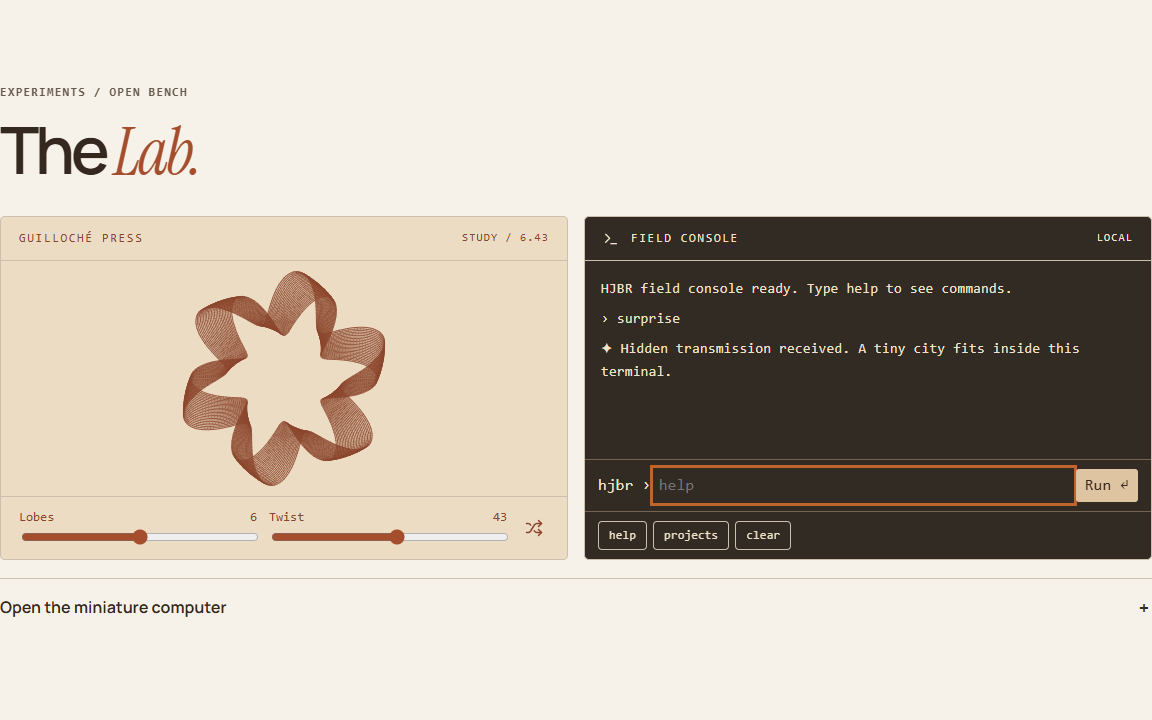 EXPERIMENTS / OPEN BENCH
The Lab.
GUILLOCHÉ PRESS
STUDY / 6.43
Lobes 6
Twist 43
FIELD CONSOLE
LOCAL
HJBR field console ready. Type help to see commands.
› surprise
✦ Hidden transmission received. A tiny city fits inside this
terminal.
hjbr › help
Run ↵
help
projects
clear
Open the miniature computer
+